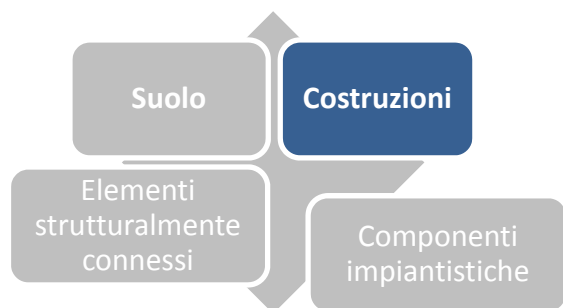 Suolo
Costruzioni
Elementi
strutturalmente
connessi
Componenti
impiantistiche